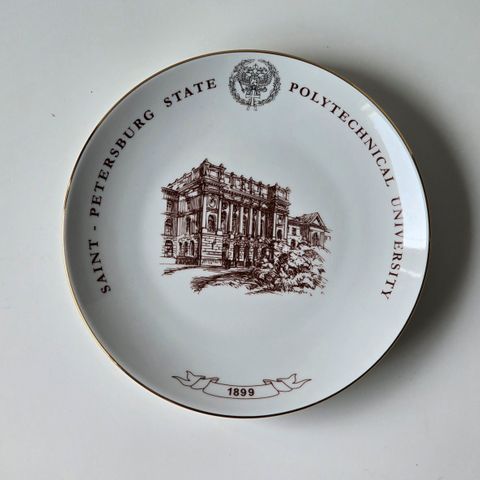 SAINT - PETERSBURG STATE POLYTECHNICAL UNIVERSITY
1899